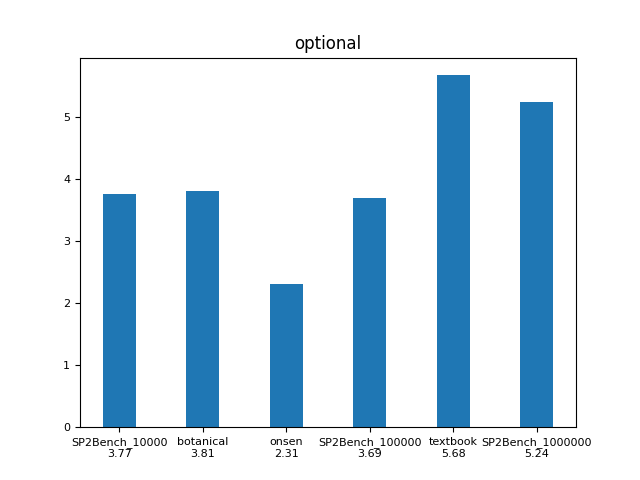 optional
5
4
3
2
1
0
SP2Bench_10000 botanical onsen SP2Bench_100000 textbook SP2Bench_1000000
3.77 3.81 2.31 3.69 5.68 5.24